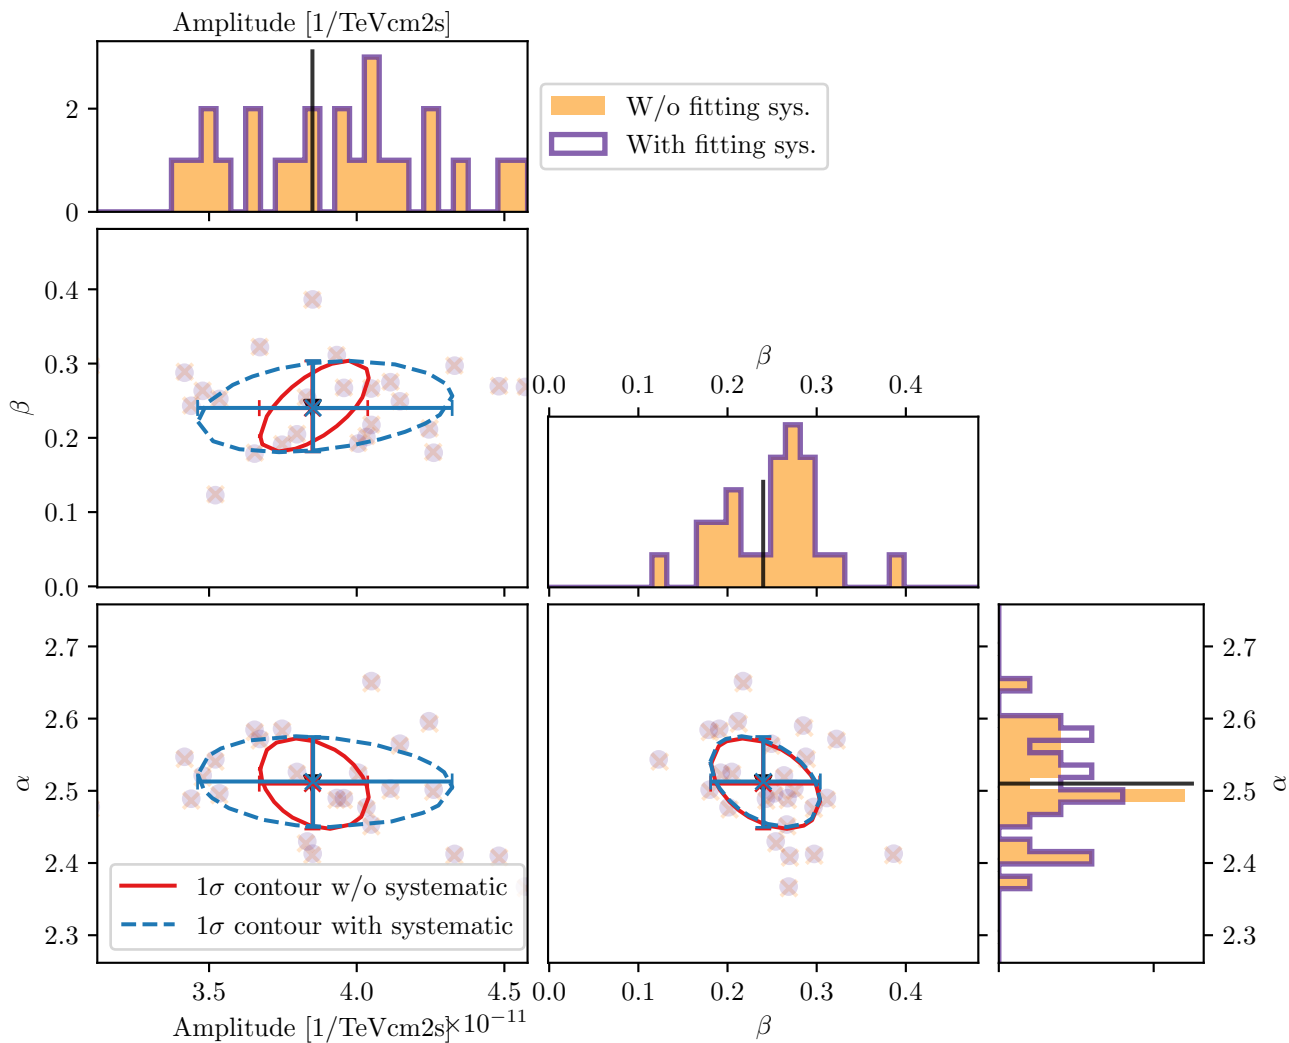 Amplitude [1/TeVcm2s]
2
0
W/o fitting sys.
With fitting sys.
0.4
0.3
0.2
0.1
0.0
β
β
0.0 0.1 0.2 0.3 0.4
2.7
2.6
2.5
2.4
2.3
α
1σ contour w/o systematic
1σ contour with systematic
2.7
2.6
2.5
2.4
2.3
α
3.5 4.0 4.5
0.0 0.1 0.2 0.3 0.4
Amplitude [1/TeVcm2s]
×10⁻¹¹
β